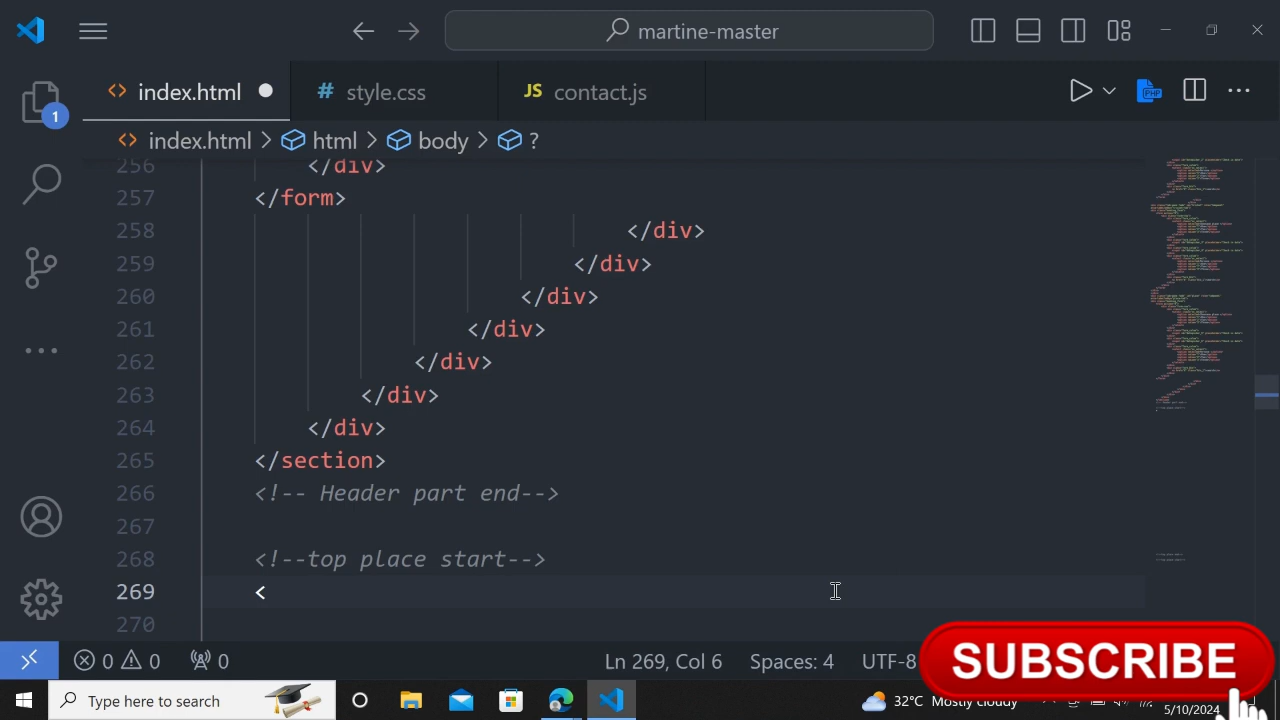 martine-master
index.html
# style.css
JS contact.js
PHP
1
<> index.html > html > body > ?
256 </div>
257 </form>
258 </div>
259 </div>
260 </div>
261 </div>
262 </div>
263 </div>
264 </div>
265 </section>
266 <!-- Header part end-->
267
268 <!--top place start-->
269 <
270
0 0 0 Ln 269, Col 6 Spaces: 4 UTF-8
SUBSCRIBE
Type here to search 32°C Mostly cloudy
5/10/2024